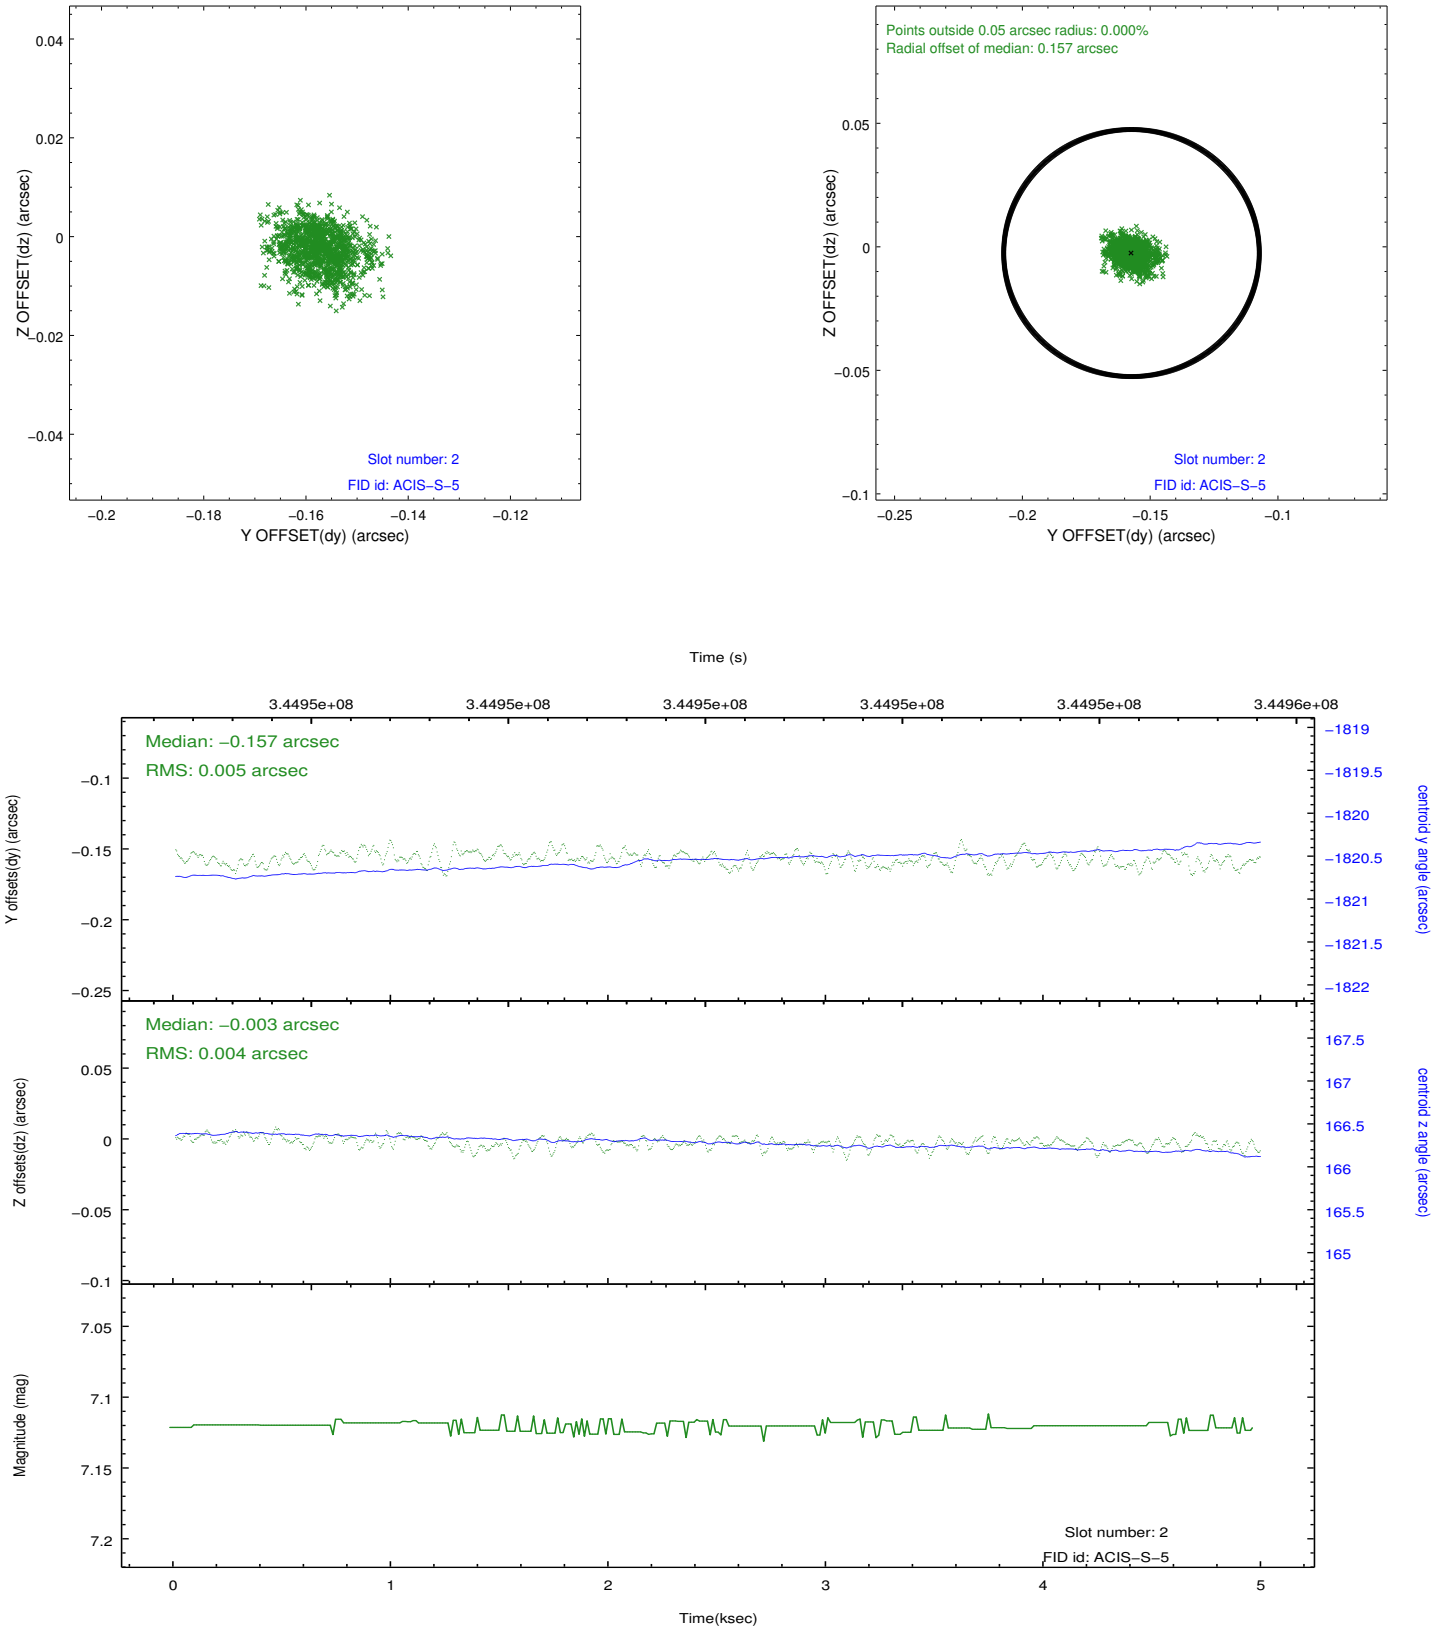 0.04
0.02
0
−0.02
−0.04
Z OFFSET(dz) (arcsec)
Slot number: 2
FID id: ACIS−S−5
−0.2
−0.18
−0.16
−0.14
−0.12
Y OFFSET(dy) (arcsec)
Points outside 0.05 arcsec radius: 0.000%
Radial offset of median: 0.157 arcsec
0.05
0
−0.05
−0.1
Z OFFSET(dz) (arcsec)
Slot number: 2
FID id: ACIS−S−5
−0.25
−0.2
−0.15
−0.1
Y OFFSET(dy) (arcsec)
Time (s)
3.4495e+08
3.4495e+08
3.4495e+08
3.4495e+08
3.4495e+08
3.4496e+08
Median: −0.157 arcsec
RMS: 0.005 arcsec
−0.1
−0.15
−0.2
−0.25
Y offsets(dy) (arcsec)
−1819
−1819.5
−1820
−1820.5
−1821
−1821.5
−1822
centroid y angle (arcsec)
Median: −0.003 arcsec
RMS: 0.004 arcsec
0.05
0
−0.05
−0.1
Z offsets(dz) (arcsec)
167.5
167
166.5
166
165.5
165
centroid z angle (arcsec)
7.05
7.1
7.15
7.2
Magnitude (mag)
Slot number: 2
FID id: ACIS−S−5
0
1
2
3
4
5
Time(ksec)